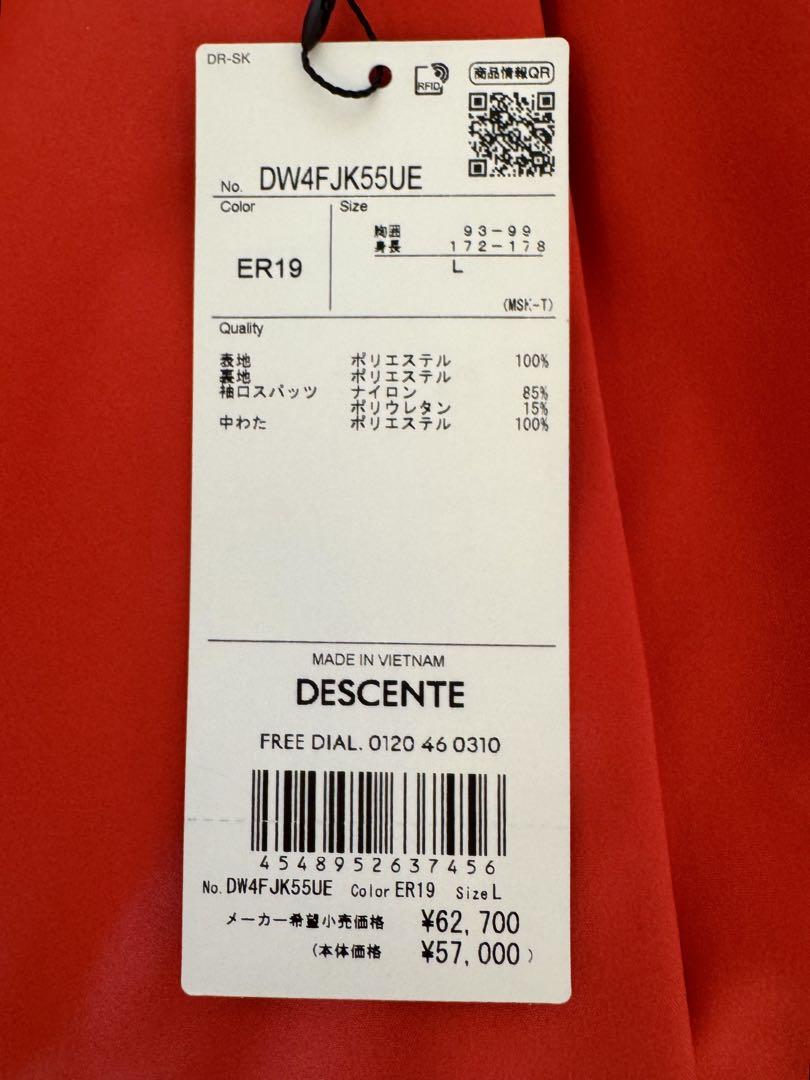 DR-SK
RFID
商品情報QR
No. DW4FJK55UE
Color
Size
ER19
胸囲 93-99
身長 172-178
L
(MSK-T)
Quality
表地 ポリエステル 100%
裏地 ポリエステル
袖口スパッツ ナイロン 85%
ポリウレタン 15%
中わた ポリエステル 100%
MADE IN VIETNAM
DESCENTE
FREE DIAL. 0120 46 0310
4548952637456
No. DW4FJK55UE Color ER19 Size L
メーカー希望小売価格 ¥62,700
(本体価格 ¥57,000)